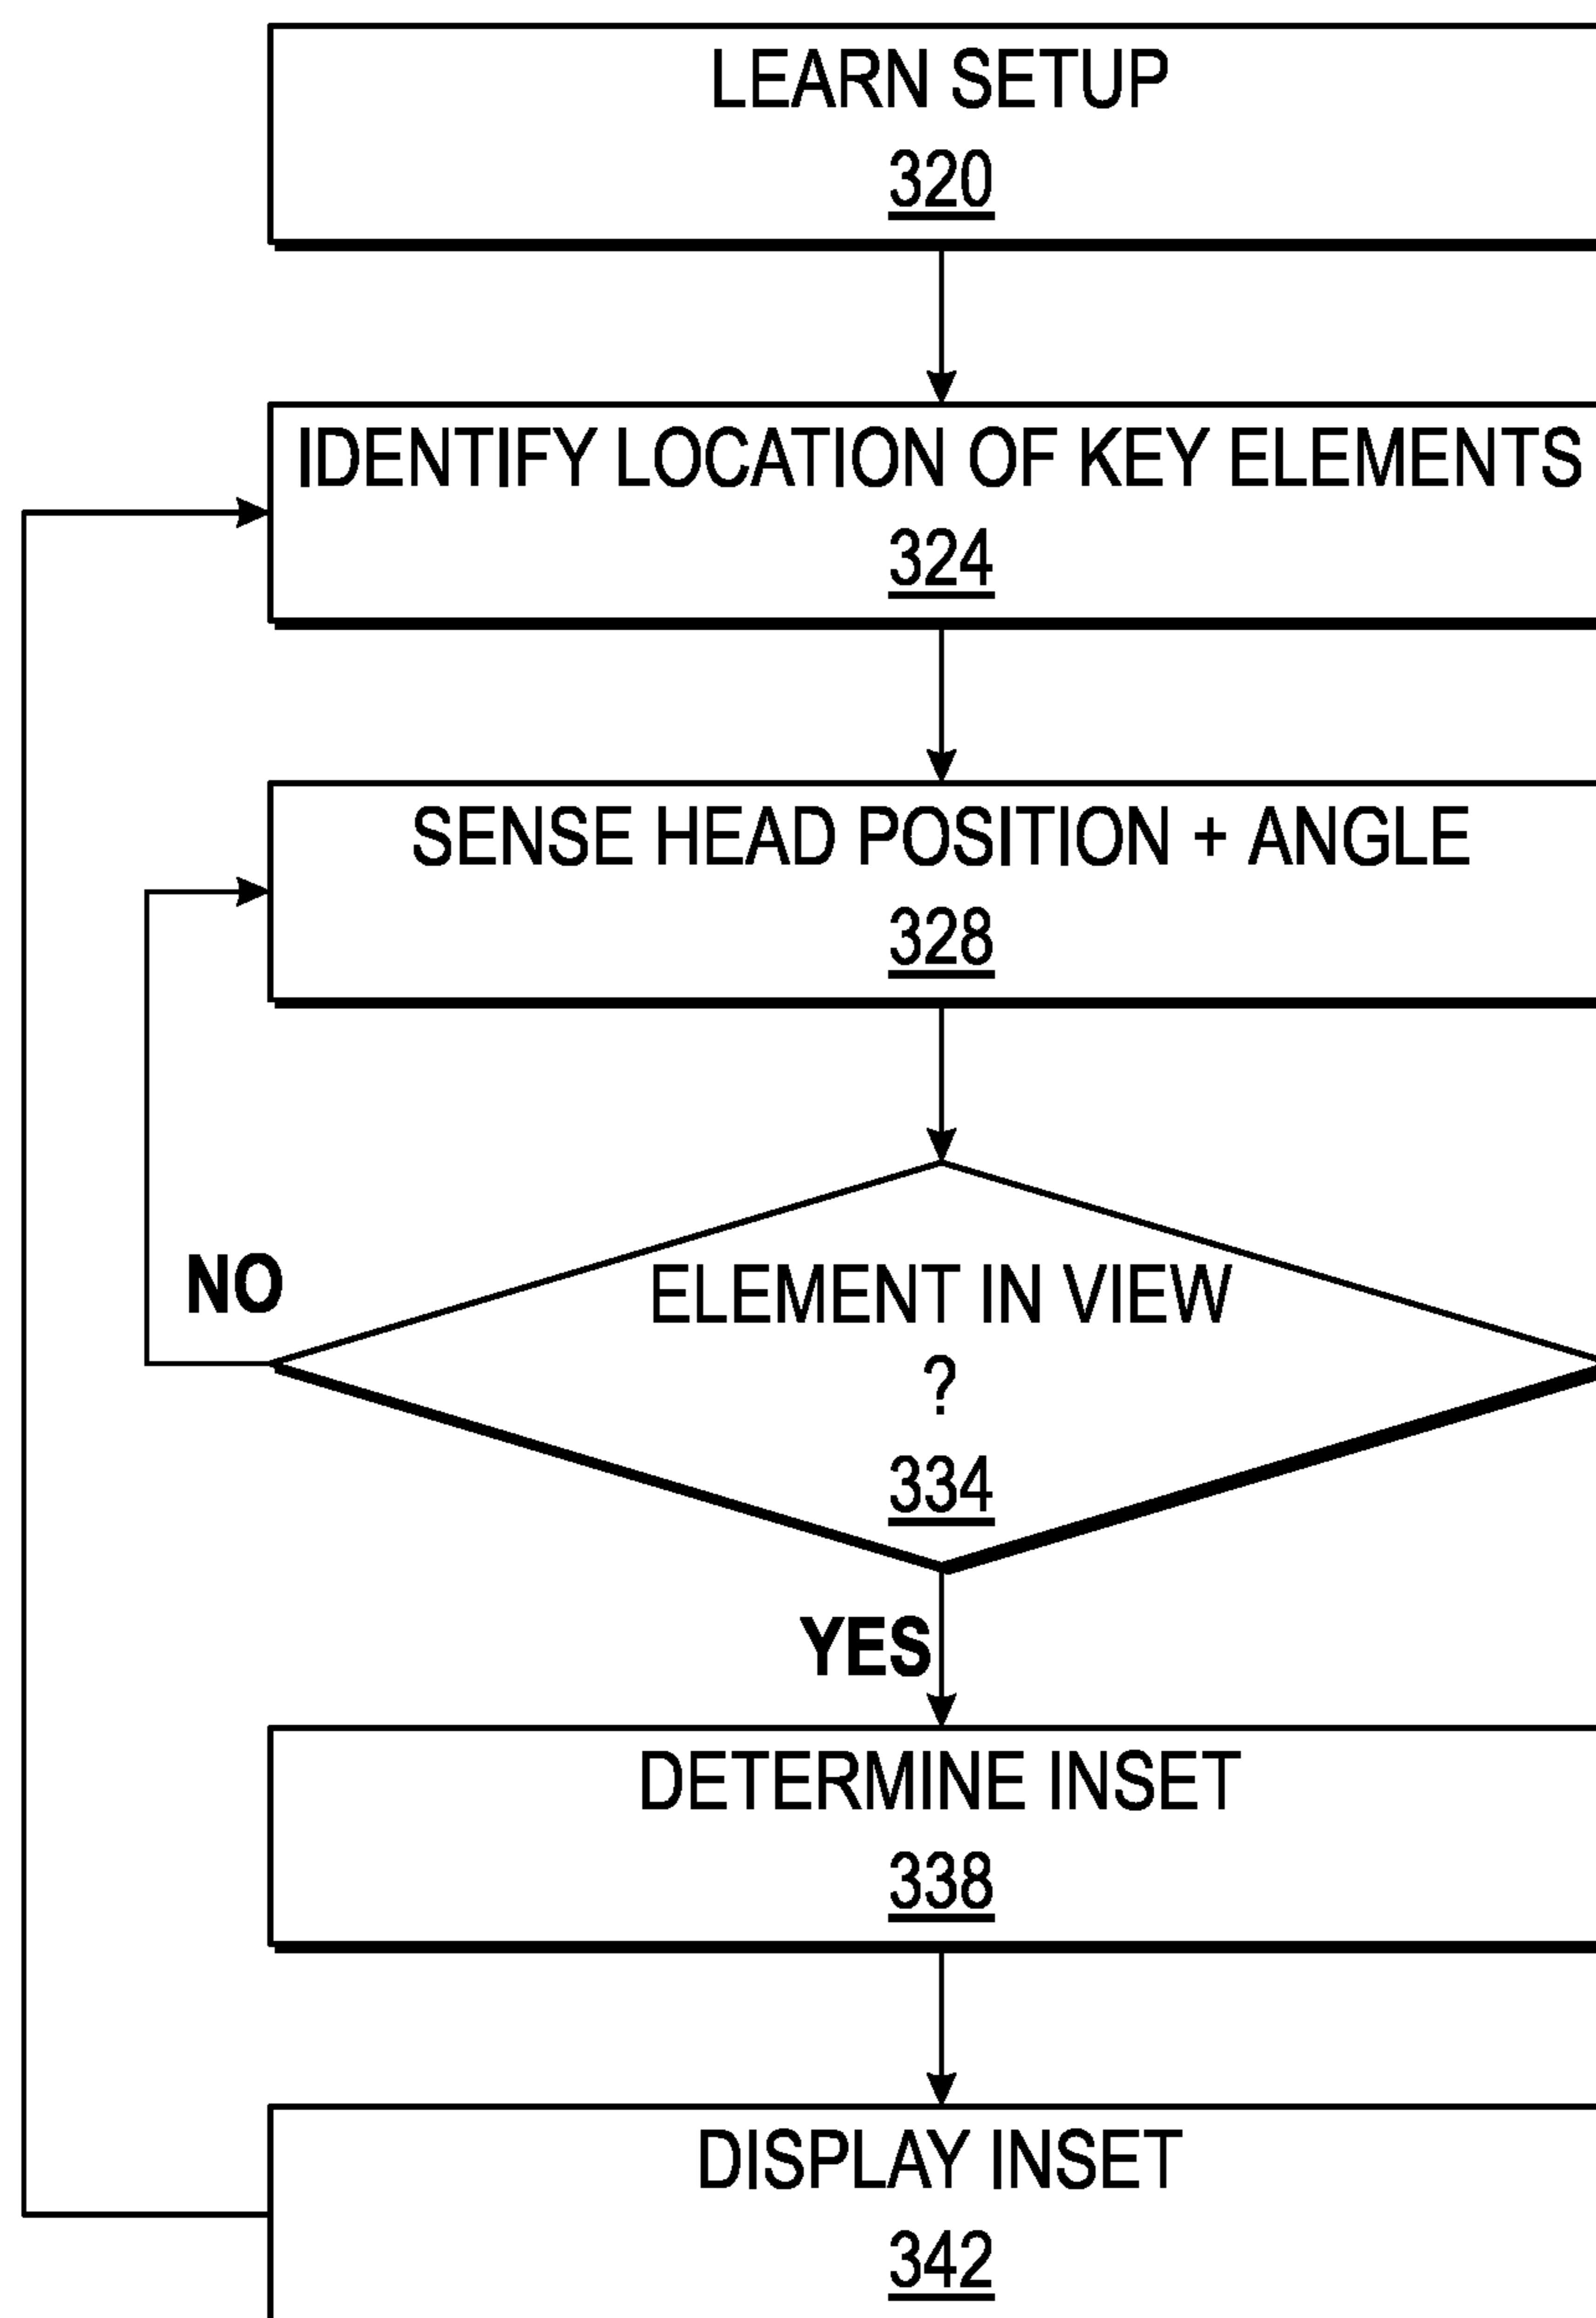 LEARN SETUP
320
IDENTIFY LOCATION OF KEY ELEMENTS
324
SENSE HEAD POSITION + ANGLE
328
NO
ELEMENT IN VIEW
?
334
YES
DETERMINE INSET
338
DISPLAY INSET
342